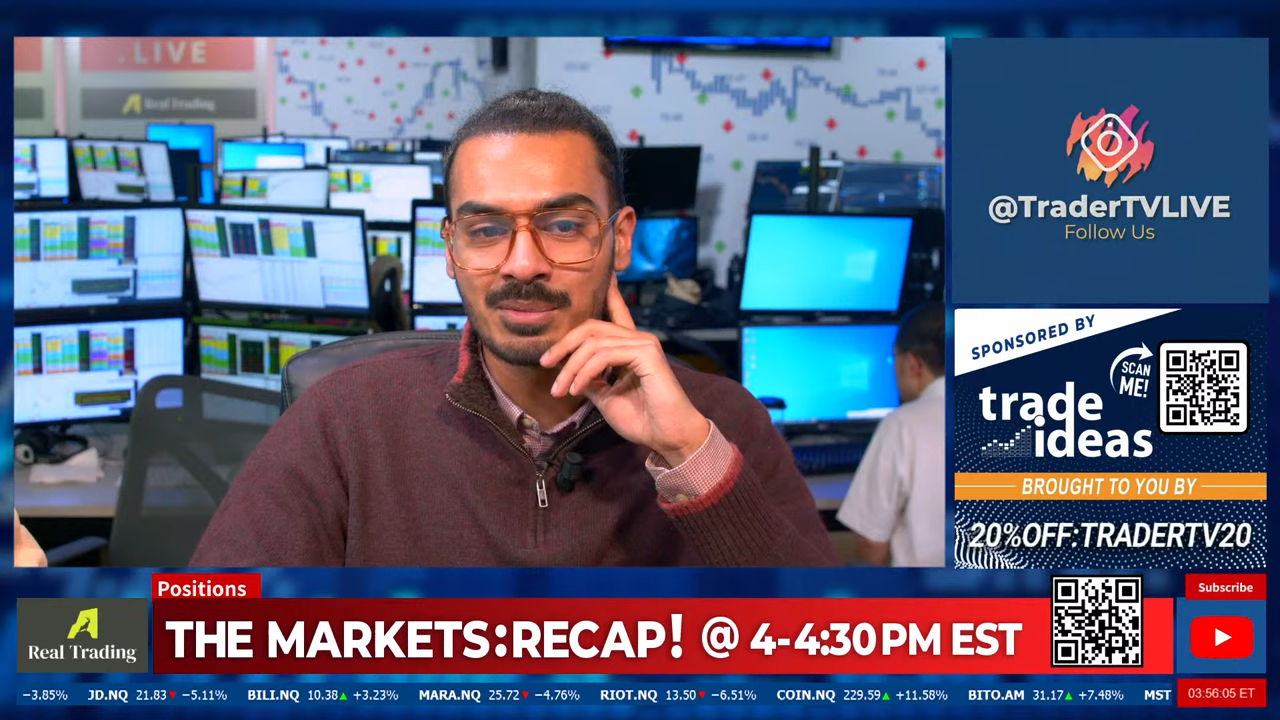 .LIVE
Real Trading
@TraderTVLIVE
Follow Us
SPONSORED BY
SCAN
ME!
trade
ideas
BROUGHT TO YOU BY
20%OFF:TRADERTV20
Positions
Subscribe
Real Trading
THE MARKETS:RECAP! @ 4-4:30 PM EST
−3.85% JD.NQ 21.83▼ −5.11% BILI.NQ 10.38▲ +3.23% MARA.NQ 25.72▼ −4.76% RIOT.NQ 13.50▼ −6.51% COIN.NQ 229.59▲ +11.58% BITO.AM 31.17▲ +7.48% MST
03:56:05 ET